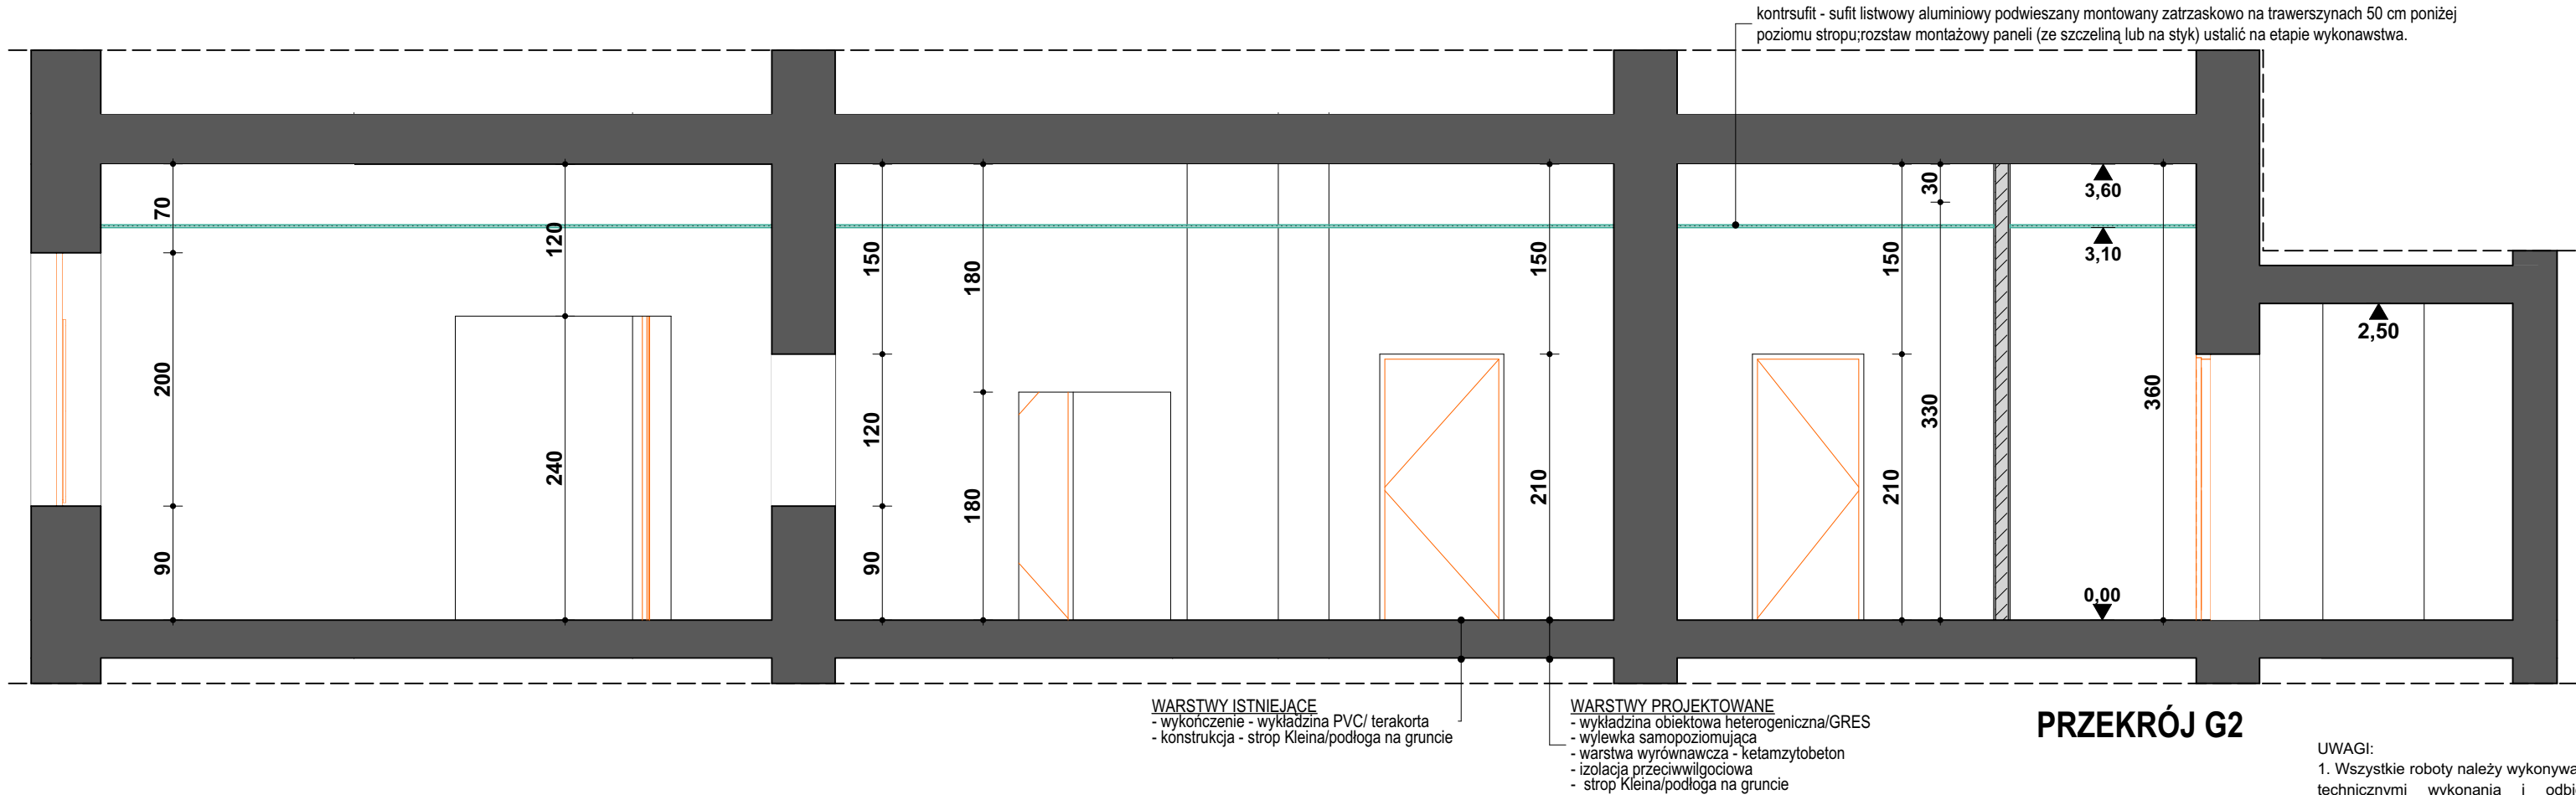 kontrsufit - sufit listwowy aluminiowy podwieszany montowany zatrzaskowo na trawerszynach 50 cm poniżej
poziomu stropu;rozstaw montażowy paneli (ze szczeliną lub na styk) ustalić na etapie wykonawstwa.
70
200
90
120
240
150
120
90
180
180
150
210
150
210
30
330
3,60
3,10
0,00
360
2,50
WARSTWY ISTNIEJĄCE
- wykończenie - wykładzina PVC/ terakorta
- konstrukcja - strop Kleina/podłoga na gruncie
WARSTWY PROJEKTOWANE
- wykładzina obiektowa heterogeniczna/GRES
- wylewka samopoziomująca
- warstwa wyrównawcza - ketamzytobeton
- izolacja przeciwwilgociowa
- strop Kleina/podłoga na gruncie
PRZEKRÓJ G2
UWAGI:
1. Wszystkie roboty należy wykonywa
technicznymi wykonania i odbi